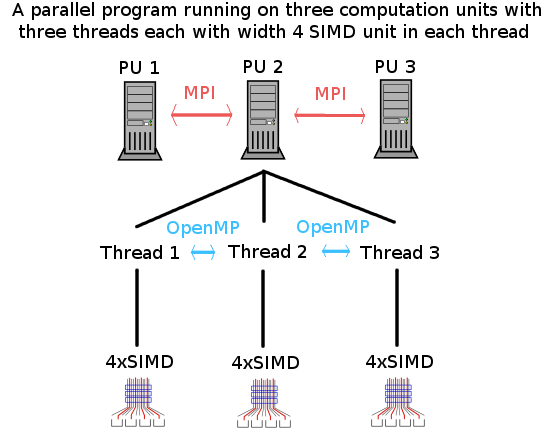 A parallel program running on three computation units with
three threads each with width 4 SIMD unit in each thread
PU 1 PU 2 PU 3
MPI MPI
OpenMP OpenMP
Thread 1 Thread 2 Thread 3
4xSIMD 4xSIMD 4xSIMD